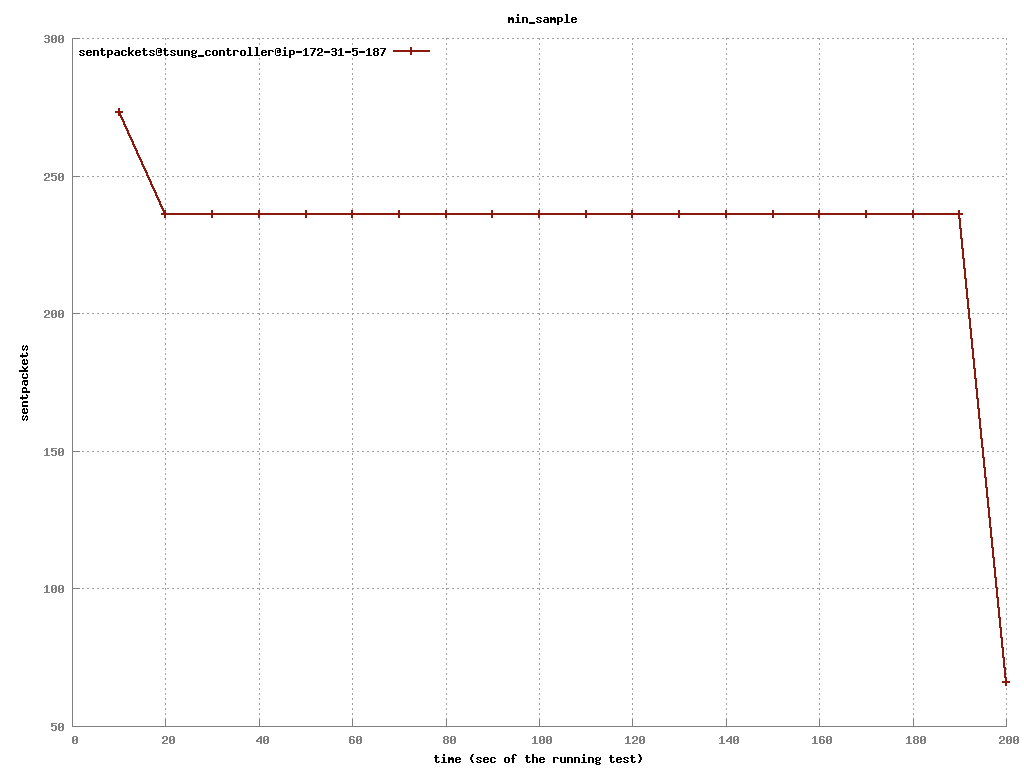 min_sample
300
sentpackets@tsung_controller@ip-172-31-5-187
250
200
sentpackets
150
100
50
0 20 40 60 80 100 120 140 160 180 200
time (sec of the running test)